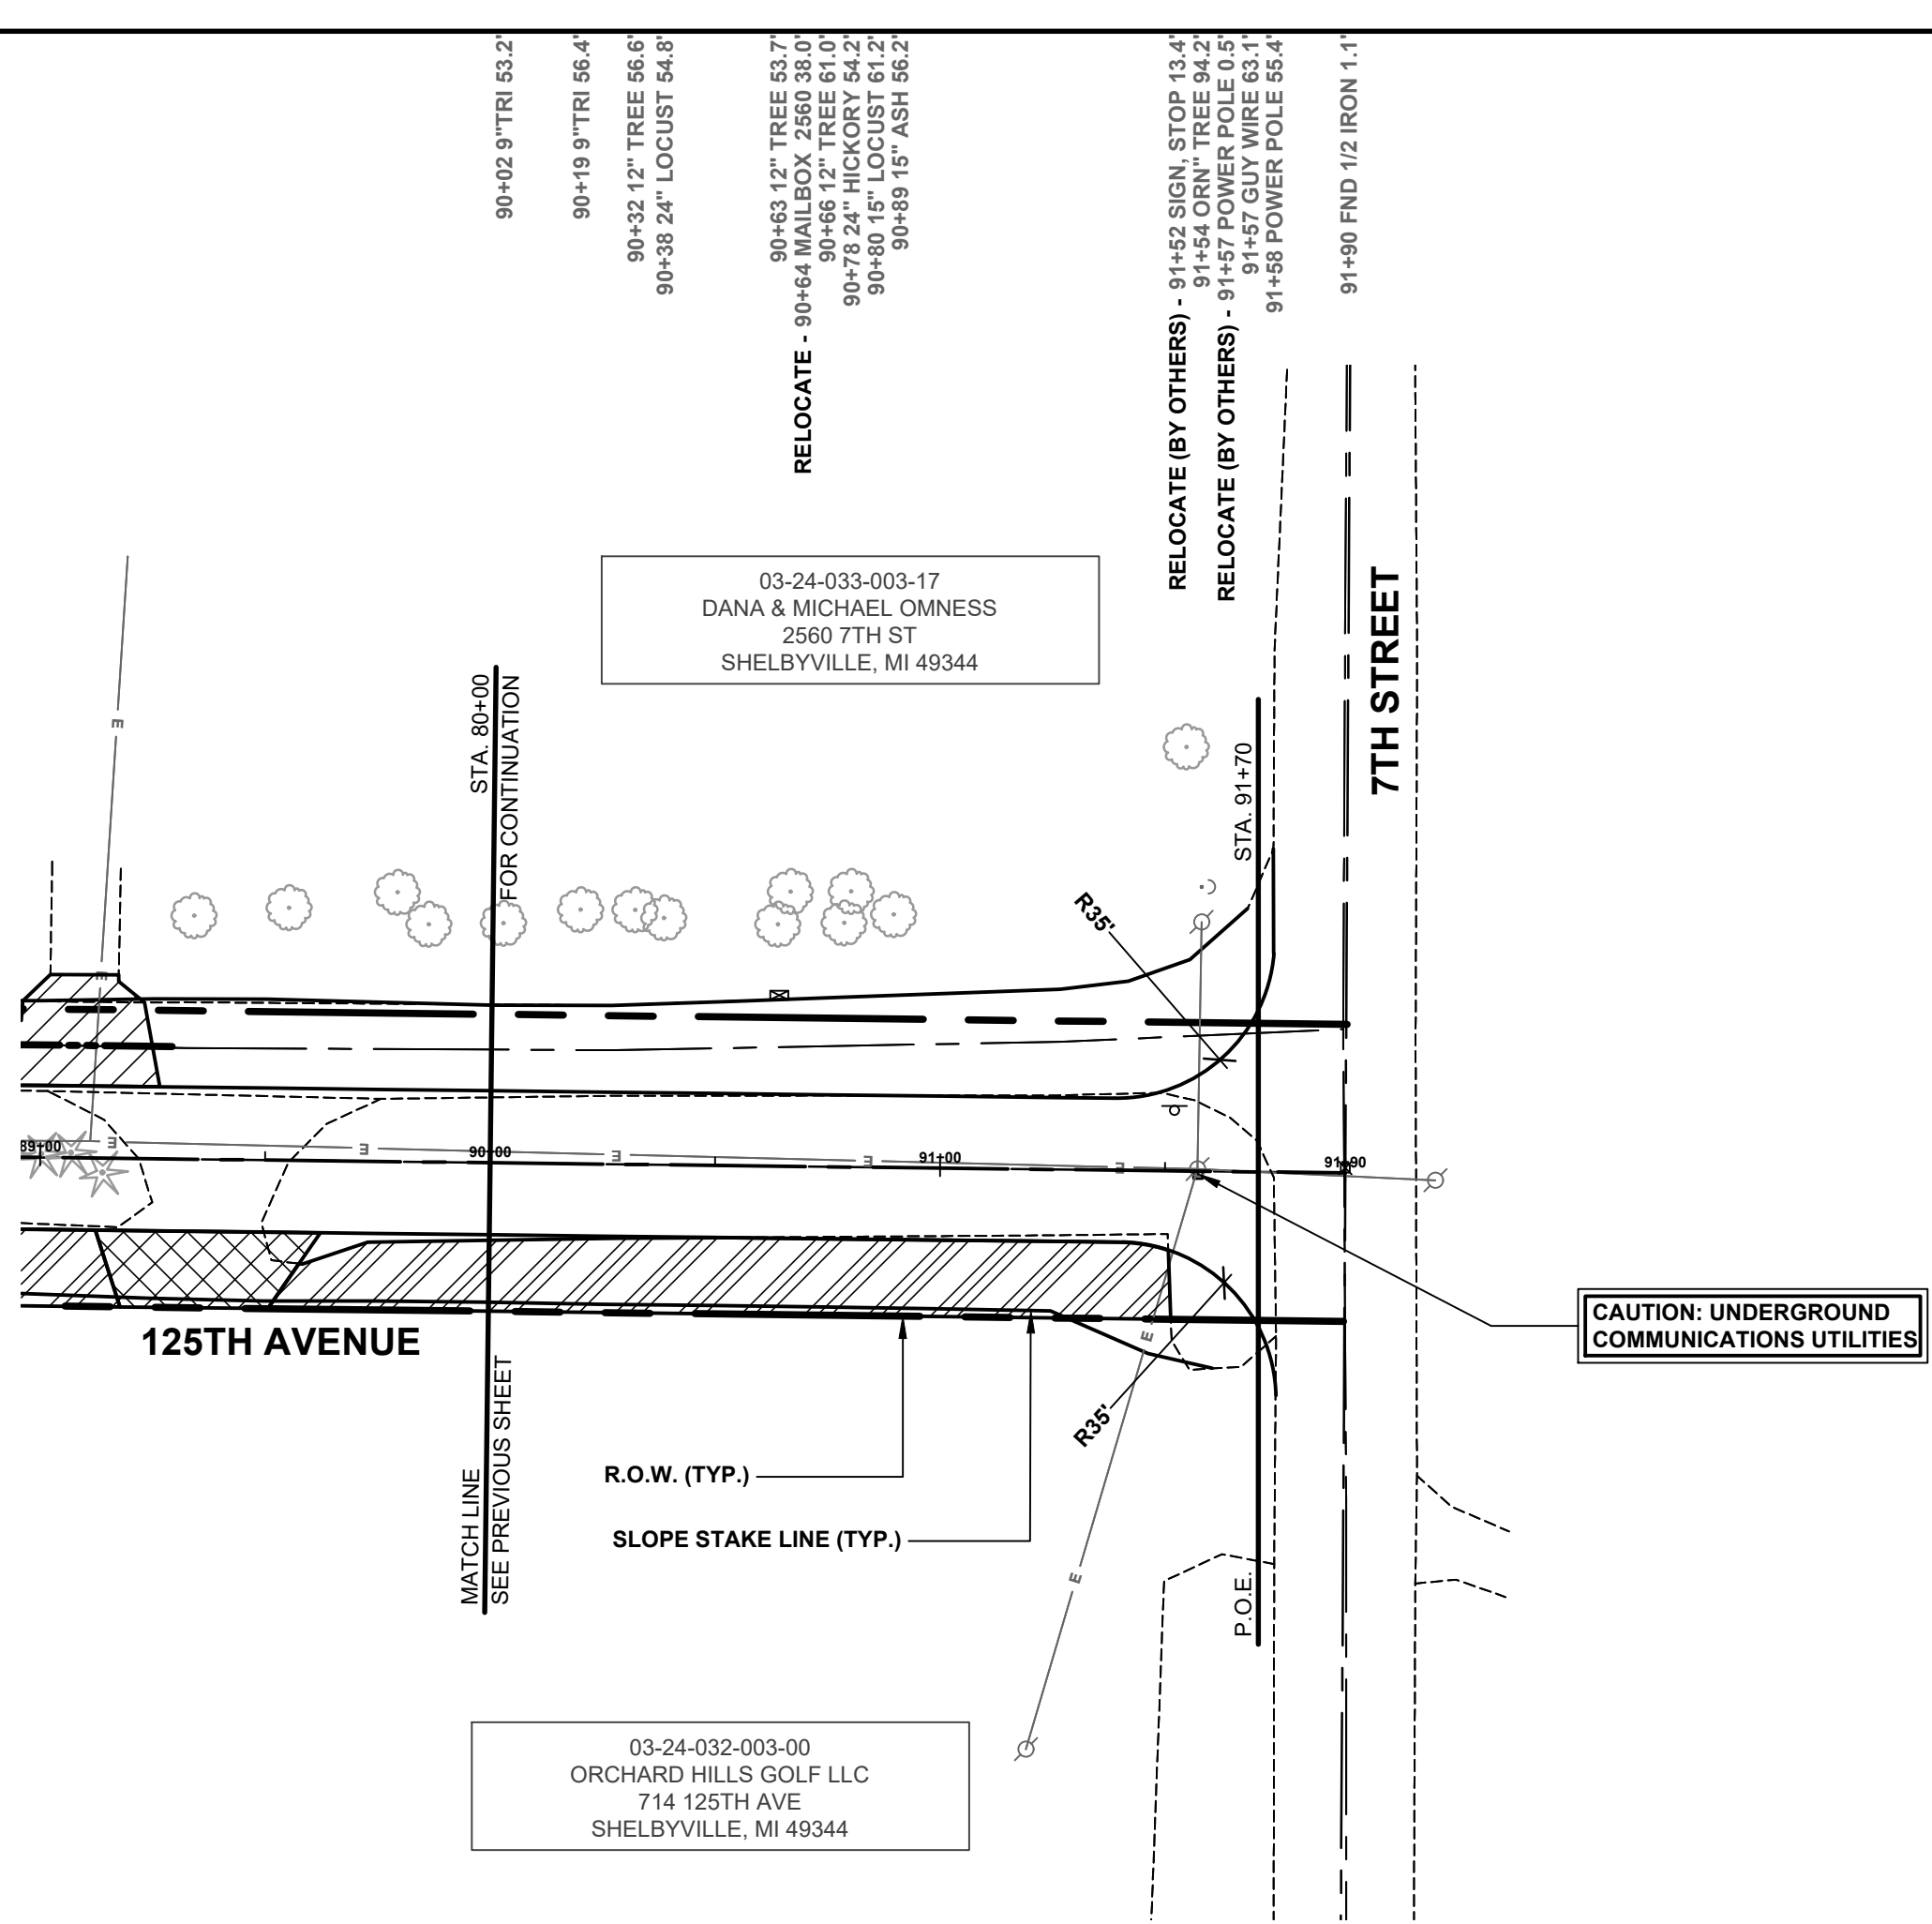 90+02 9"TRI 53.2'
90+19 9"TRI 56.4'
90+32 12" TREE 56.6'
90+38 24" LOCUST 54.8'
90+63 12" TREE 53.7'
RELOCATE - 90+64 MAILBOX 2560 38.0'
90+66 12" TREE 61.0'
90+78 24" HICKORY 54.2'
90+80 15" LOCUST 61.2'
90+89 15" ASH 56.2'
RELOCATE (BY OTHERS) - 91+52 SIGN, STOP 13.4'
91+54 ORN" TREE 94.2'
RELOCATE (BY OTHERS) - 91+57 POWER POLE 0.5'
91+57 GUY WIRE 63.1'
91+58 POWER POLE 55.4'
91+90 FND 1/2 IRON 1.1'
03-24-033-003-17
DANA & MICHAEL OMNESS
2560 7TH ST
SHELBYVILLE, MI 49344
7TH STREET
STA. 80+00
FOR CONTINUATION
STA. 91+70
E
R35'
E
89+00
E
E
90+00
E
E
91+00
E
91+90
CAUTION: UNDERGROUND
COMMUNICATIONS UTILITIES
125TH AVENUE
E
R35'
MATCH LINE
SEE PREVIOUS SHEET
R.O.W. (TYP.)
SLOPE STAKE LINE (TYP.)
E
P.O.E.
03-24-032-003-00
ORCHARD HILLS GOLF LLC
714 125TH AVE
SHELBYVILLE, MI 49344